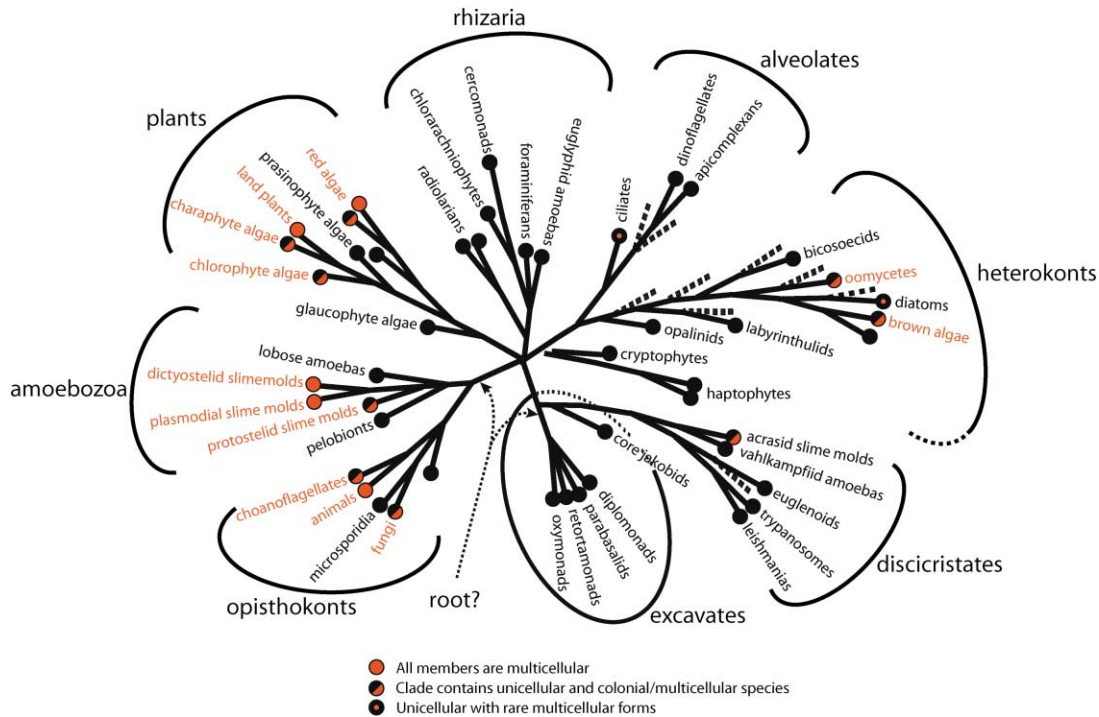 rhizaria
alveolates
plants
heterokonts
amoebozoa
opisthokonts
root?
excavates
discicristates
radiolarians
chlorarachniophytes
cercomonads
foraminiferans
euglyphid amoebas
ciliates
dinoflagellates
apicomplexans
red algae
prasinophyte algae
land plants
charaphyte algae
chlorophyte algae
glaucophyte algae
bicosoecids
oomycetes
diatoms
brown algae
labyrinthulids
opalinids
cryptophytes
haptophytes
lobose amoebas
dictyostelid slimemolds
plasmodial slime molds
protostelid slime molds
pelobionts
choanoflagellates
animals
microsporidia
fungi
core jakobids
diplomonads
parabasalids
retortamonads
oxymonads
acrasid slime molds
vahlkampfiid amoebas
euglenoids
trypanosomes
leishmanias
All members are multicellular
Clade contains unicellular and colonial/multicellular species
Unicellular with rare multicellular forms